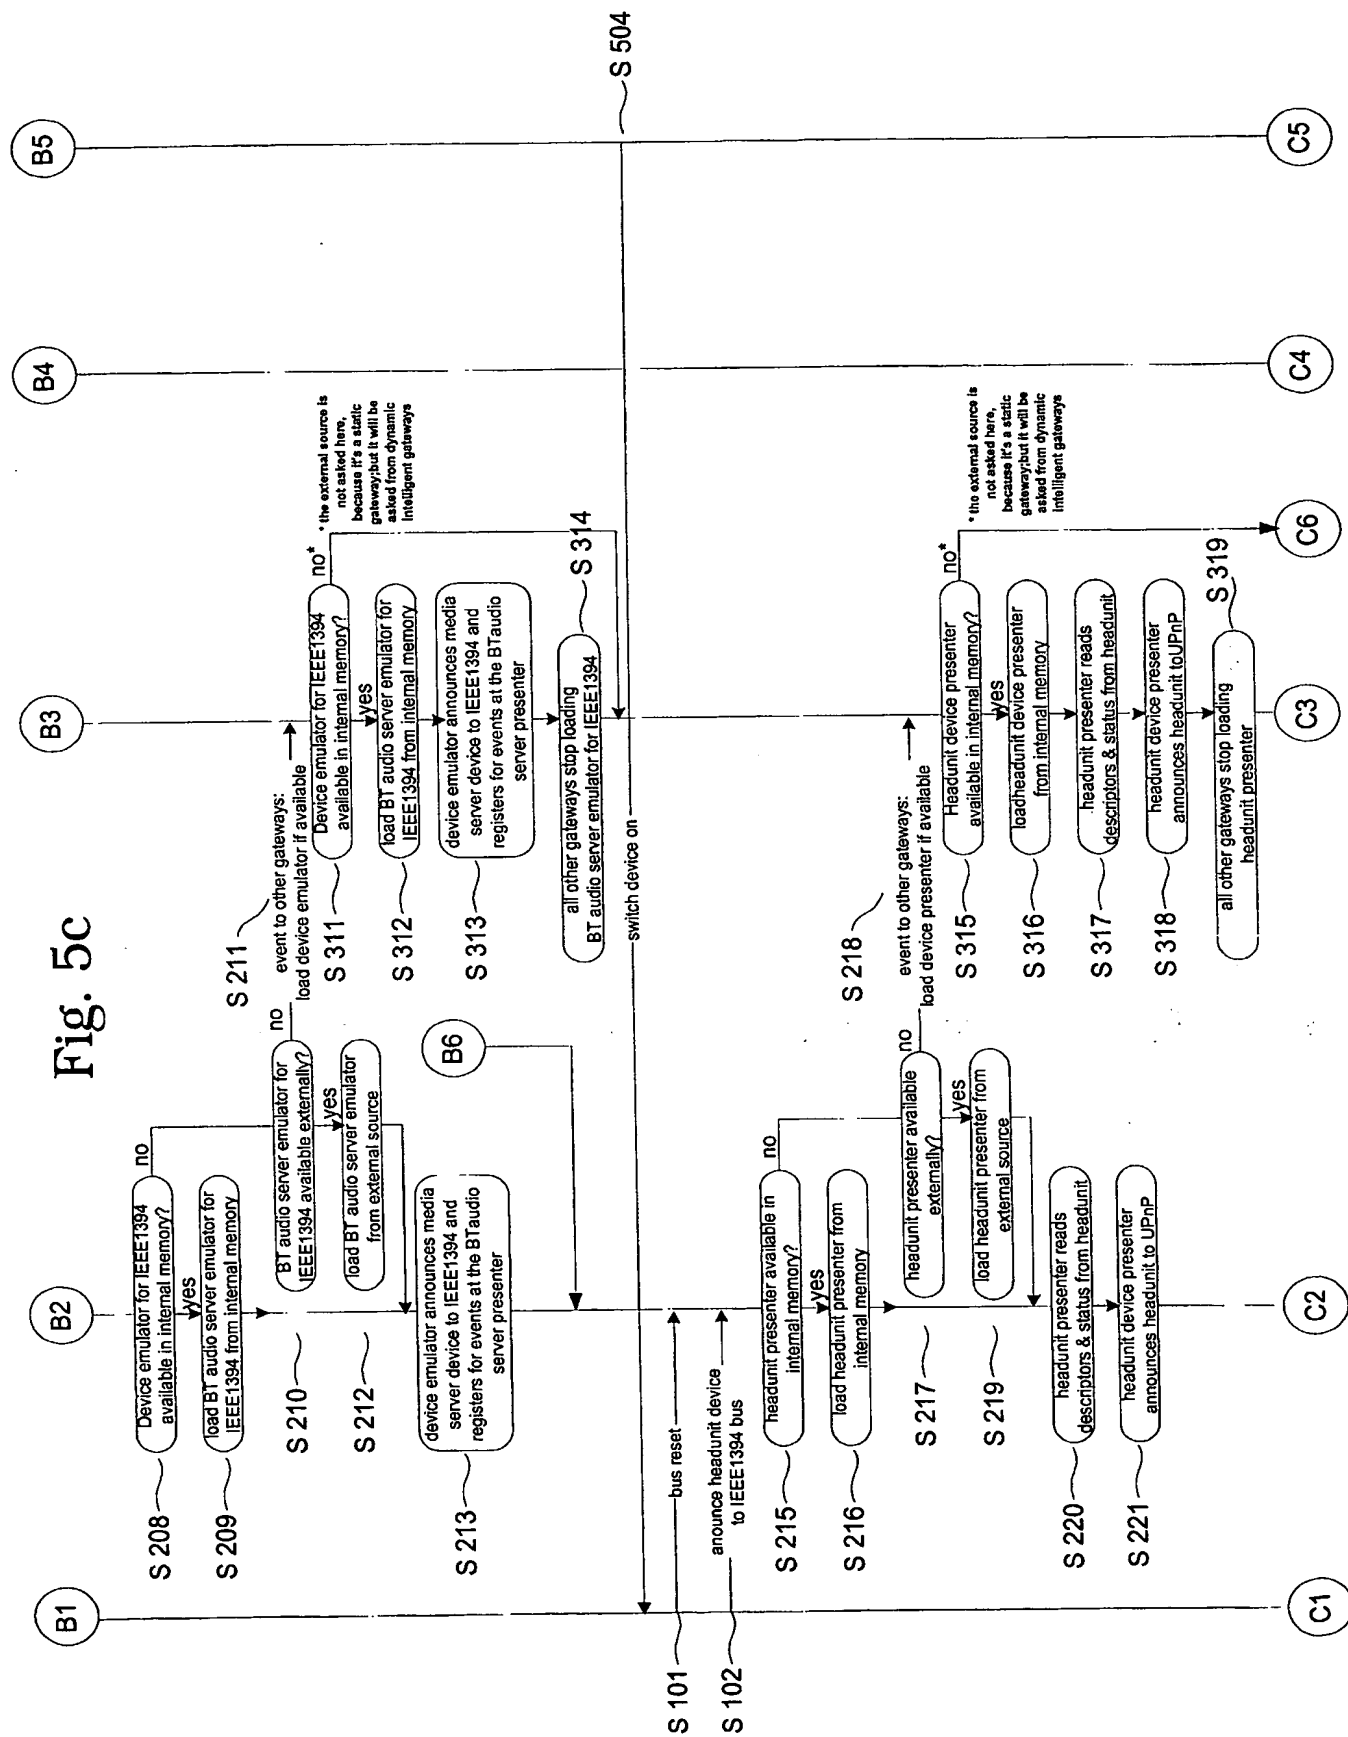 Fig. 5c
B1
B2
B3
B4
B5
S 208
Device emulator for IEEE1394
available in internal memory?
no
yes
S 209
load BT audio server emulator for
IEEE1394 from internal memory
S 210
BT audio server emulator for
IEEE1394 available externally?
no
yes
S 211
event to other gateways:
load device emulator if available
S 212
load BT audio server emulator
from external source
S 213
device emulator announces media
server device to IEEE1394 and
registers for events at the BTaudio
server presenter
B6
S 311
Device emulator for IEEE1394
available in internal memory?
no*
yes
* the external source is
not asked here,
because it's a static
gateway;but it will be
asked from dynamic
intelligent gateways
S 312
load BT audio server emulator for
IEEE1394 from internal memory
S 313
device emulator announces media
server device to IEEE1394 and
registers for events at the BTaudio
server presenter
S 314
all other gateways stop loading
BT audio server emulator for IEEE1394
switch device on
S 504
S 101
bus reset
S 102
anounce headunit device
to IEEE1394 bus
S 215
headunit presenter available in
internal memory?
no
yes
S 216
load headunit presenter from
internal memory
S 217
headunit presenter available
externally?
no
yes
S 218
event to other gateways:
load device presenter if available
S 219
load headunit presenter from
external source
S 220
headunit presenter reads
descriptors & status from headunit
S 221
headunit device presenter
announces headunit to UPnP
S 315
Headunit device presenter
available in internal memory?
no*
yes
* the external source is
not asked here,
because it's a static
gateway;but it will be
asked from dynamic
intelligent gateways
S 316
loadheadunit device presenter
from internal memory
S 317
headunit presenter reads
descriptors & status from headunit
S 318
headunit device presenter
announces headunit toUPnP
S 319
all other gateways stop loading
headunit presenter
C1
C2
C3
C6
C4
C5